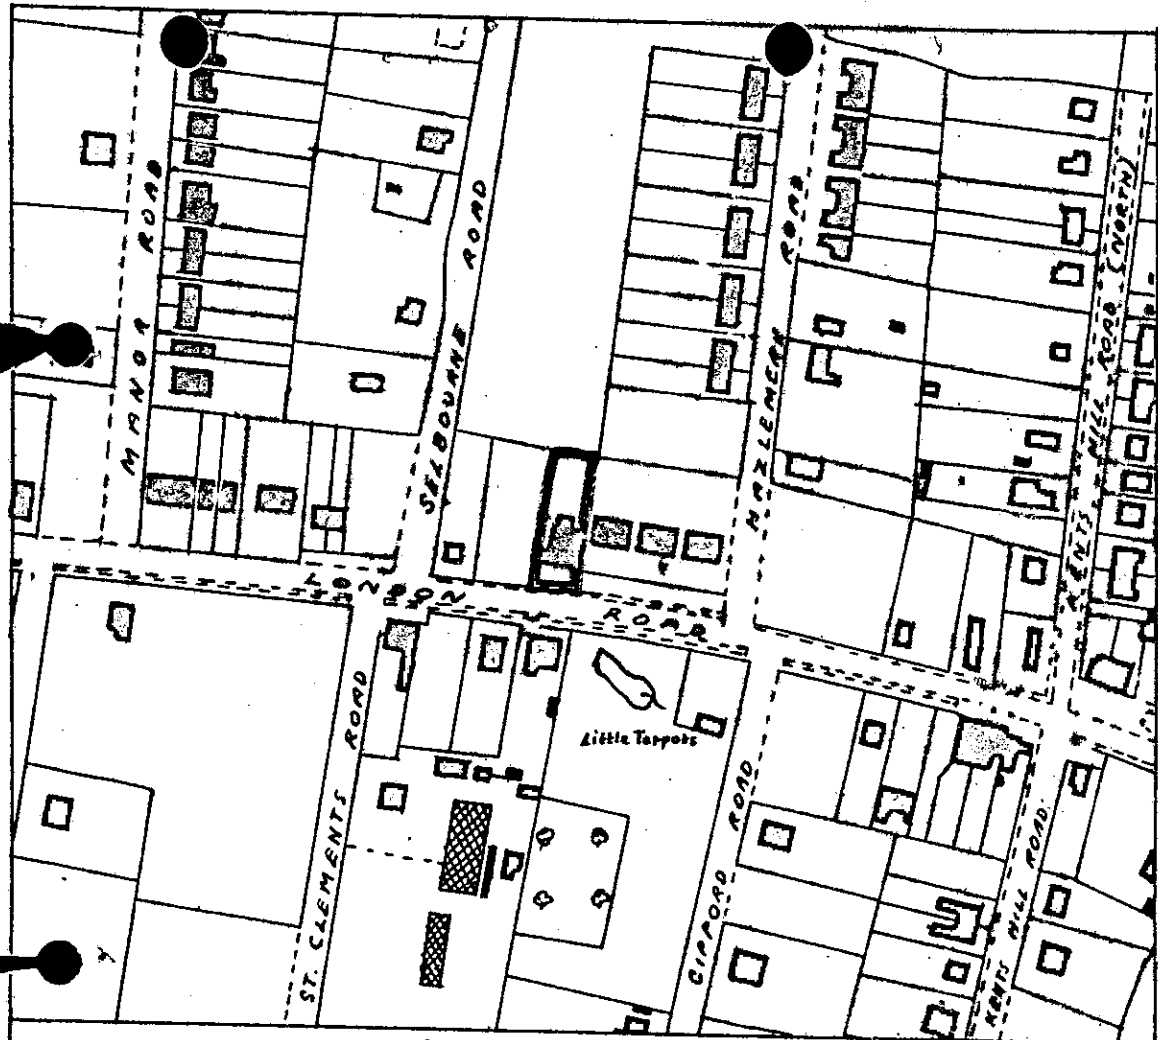 MANOR ROAD
SELBOURNE ROAD
HAZLEMERE ROAD
KENTS HILL ROAD (NORTH)
LONDON ROAD
ST. CLEMENTS ROAD
Little Tarpots
GIFFORD ROAD
KENTS HILL ROAD